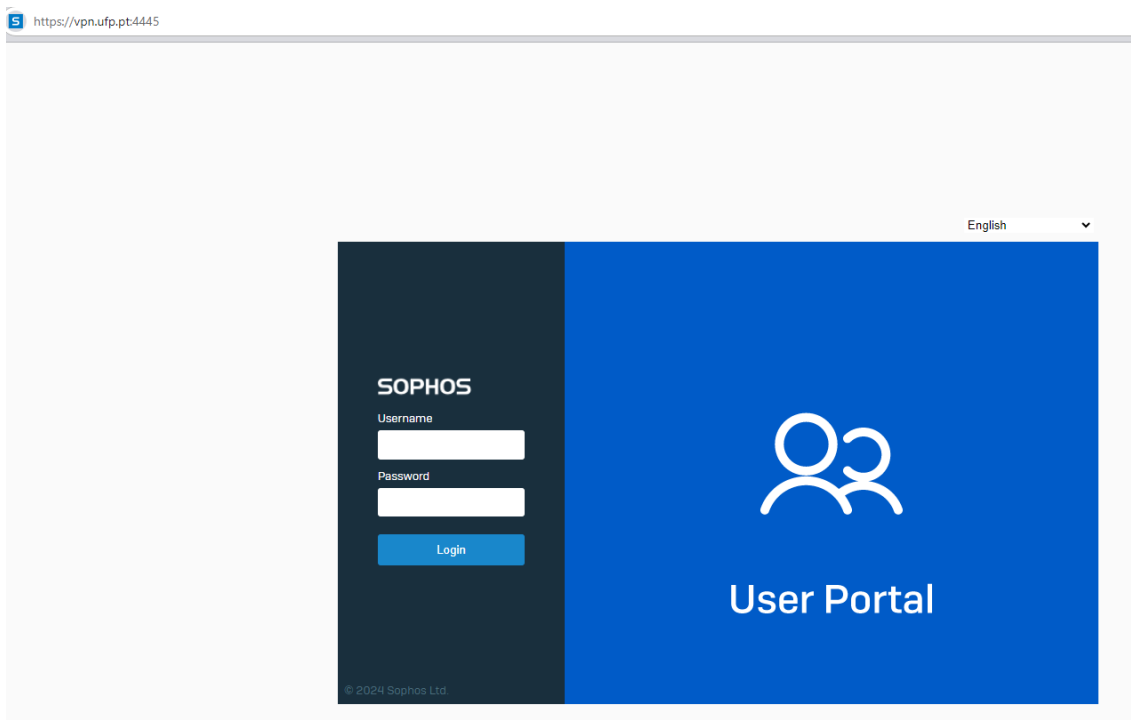 https://vpn.ufp.pt:4445
English
SOPHOS
Username
Password
Login
User Portal
© 2024 Sophos Ltd.